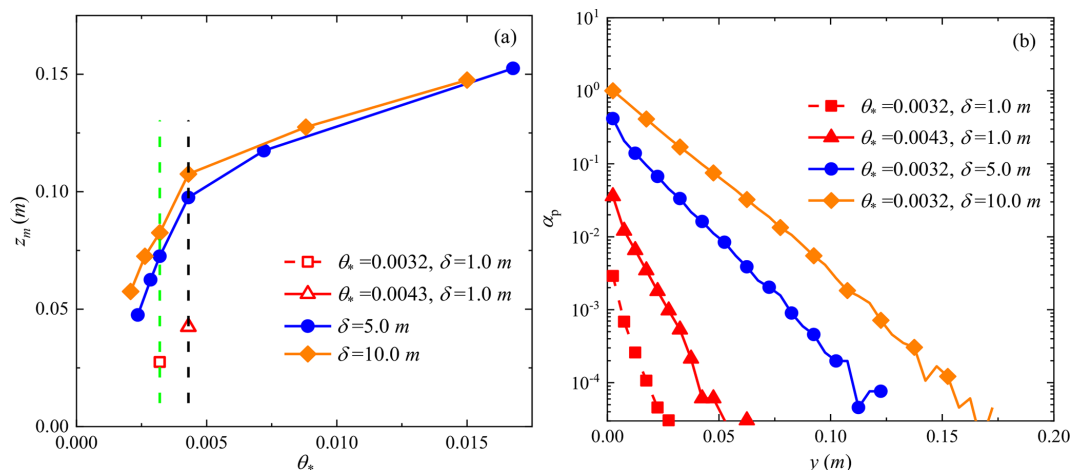 (a)
0.15
0.10
0.05
0.00
z_m (m)
θ* =0.0032, δ =1.0 m
θ* =0.0043, δ =1.0 m
δ =5.0 m
δ =10.0 m
0.000 0.005 0.010 0.015
θ*
(b)
10^1
10^0
10^-1
10^-2
10^-3
10^-4
α_p
θ* =0.0032, δ =1.0 m
θ* =0.0043, δ =1.0 m
θ* =0.0032, δ =5.0 m
θ* =0.0032, δ =10.0 m
0.00 0.05 0.10 0.15 0.20
y (m)